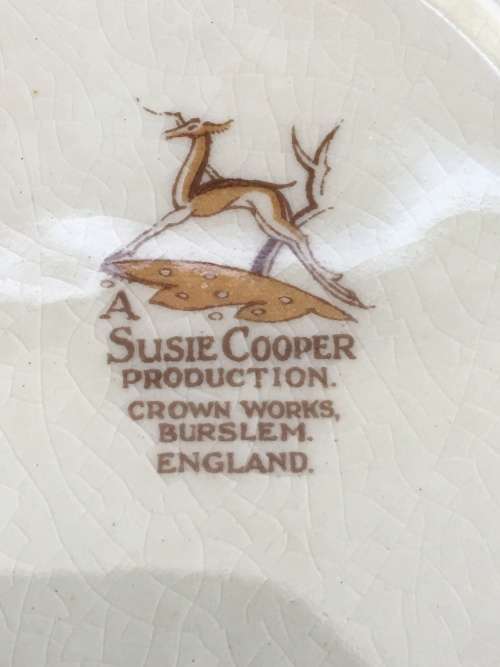 A
SUSIE COOPER
PRODUCTION.
CROWN WORKS,
BURSLEM.
ENGLAND.